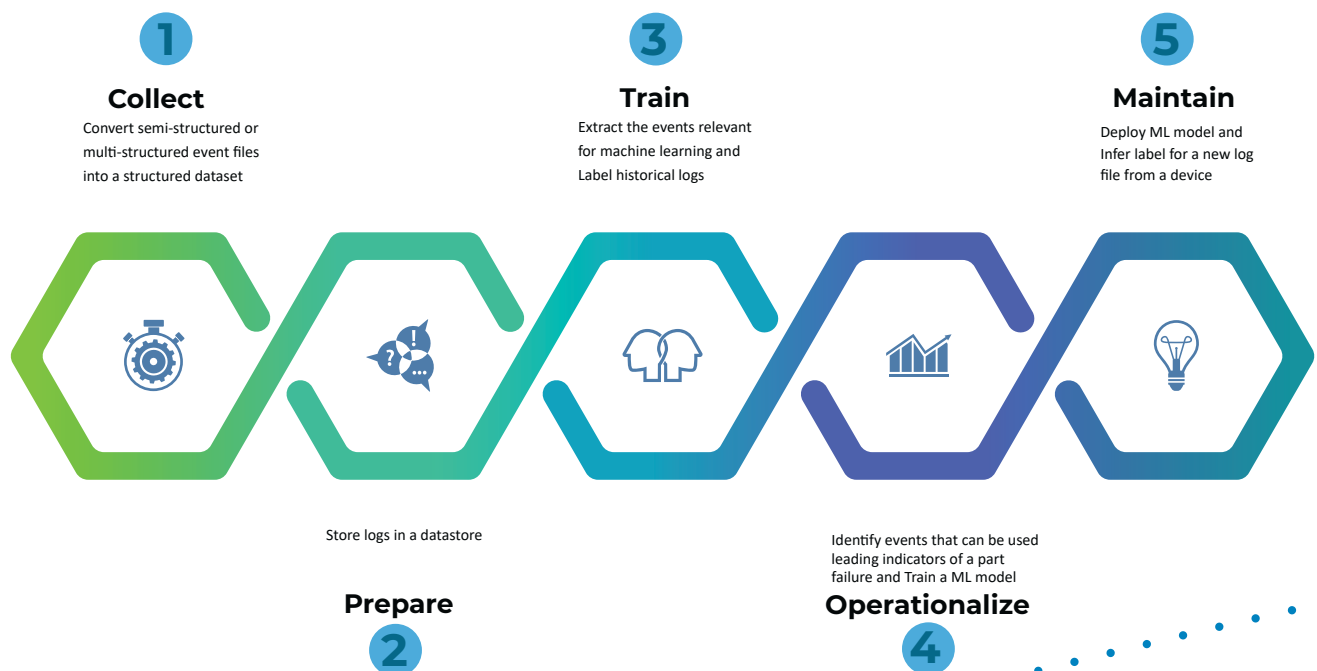 1
Collect
Convert semi-structured or
multi-structured event files
into a structured dataset
3
Train
Extract the events relevant
for machine learning and
Label historical logs
5
Maintain
Deploy ML model and
Infer label for a new log
file from a device
?
!
...
Store logs in a datastore
Prepare
2
Identify events that can be used
leading indicators of a part
failure and Train a ML model
Operationalize
4